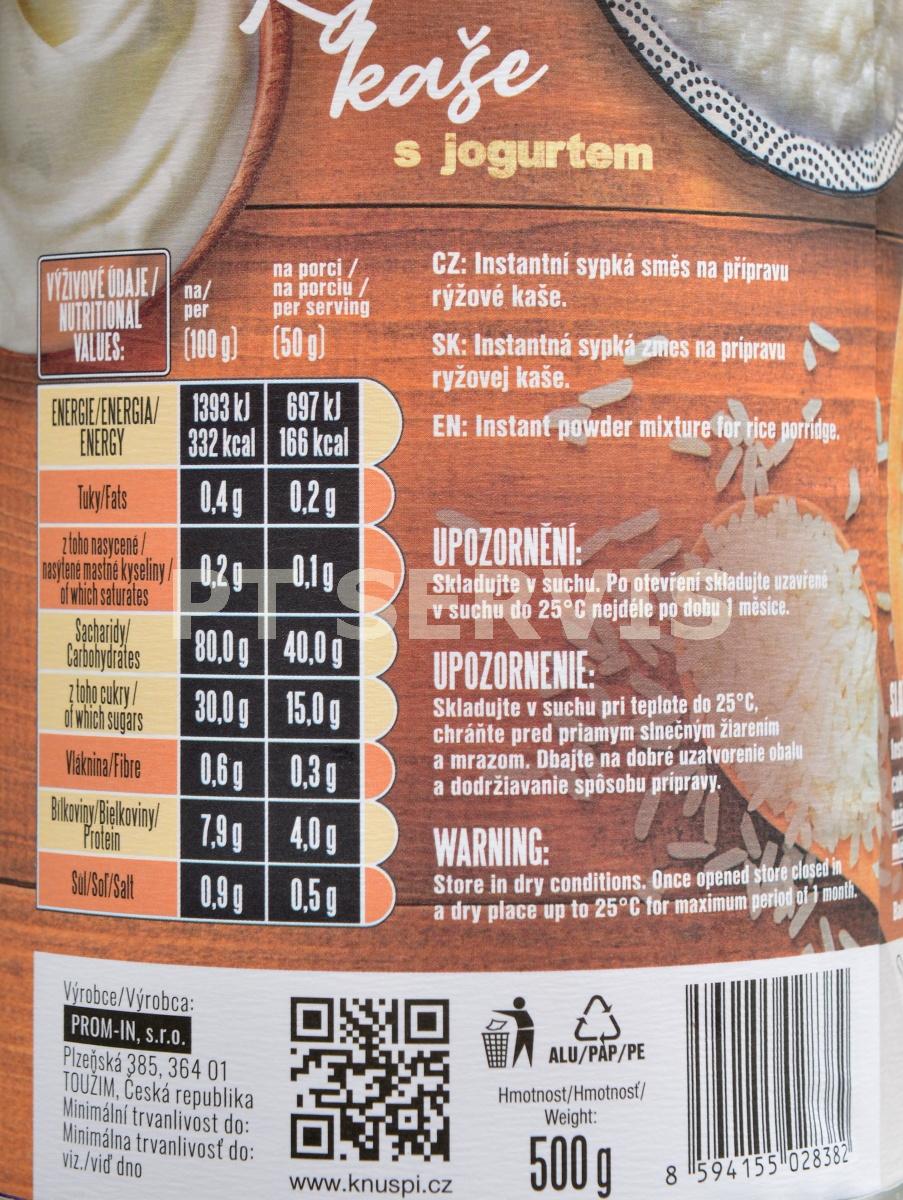 kaše
s jogurtem
VÝŽIVOVÉ ÚDAJE /
NUTRITIONAL
VALUES:
na/
per
(100 g)
na porci /
na porciu /
per serving
(50 g)
ENERGIE/ENERGIA/
ENERGY
1393 kJ
332 kcal
697 kJ
166 kcal
Tuky/Fats
0,4 g
0,2 g
z toho nasycené /
nasýtené mastné kyseliny /
of which saturates
0,2 g
0,1 g
Sacharidy/
Carbohydrates
80,0 g
40,0 g
z toho cukry /
of which sugars
30,0 g
15,0 g
Vláknina/Fibre
0,6 g
0,3 g
Bílkoviny/Bielkoviny/
Protein
7,9 g
4,0 g
Sůl/Soľ/Salt
0,9 g
0,5 g
CZ: Instantní sypká směs na přípravu
rýžové kaše.
SK: Instantná sypká zmes na prípravu
ryžovej kaše.
EN: Instant powder mixture for rice porridge.
UPOZORNĚNÍ:
Skladujte v suchu. Po otevření skladujte uzavřené
v suchu do 25°C nejdéle po dobu 1 měsíce.
PT SERVIS
UPOZORNENIE:
Skladujte v suchu pri teplote do 25°C,
chráňte pred priamym slnečným žiarením
a mrazom. Dbajte na dobré uzatvorenie obalu
a dodržiavanie spôsobu prípravy.
WARNING:
Store in dry conditions. Once opened store closed in
a dry place up to 25°C for maximum period of 1 month.
Výrobce/Výrobca:
PROM-IN, s.r.o.
Plzeňská 385, 364 01
TOUŽIM, Česká republika
Minimální trvanlivost do:
Minimálna trvanlivosť do:
viz./viď dno
www.knuspi.cz
ALU/PAP/PE
Hmotnost/Hmotnosť/
Weight:
500 g
8 594155 028382